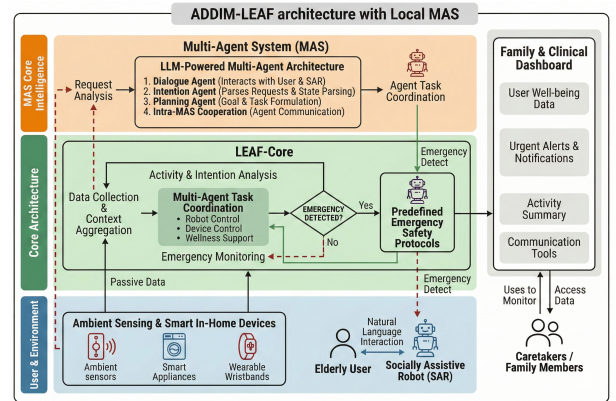 ADDIM-LEAF architecture with Local MAS
MAS Core
Intelligence
Multi-Agent System (MAS)
Request
Analysis
LLM-Powered Multi-Agent Architecture
1. Dialogue Agent (Interacts with User & SAR)
2. Intention Agent (Parses Requests & State Parsing)
3. Planning Agent (Goal & Task Formulation)
4. Intra-MAS Cooperation (Agent Communication)
Agent Task
Coordination
Core Architecture
LEAF-Core
Emergency
Detect
Activity & Intention Analysis
Data Collection
&
Context
Aggregation
Multi-Agent Task
Coordination
• Robot Control
• Device Control
• Wellness Support
EMERGENCY
DETECTED?
Yes
No
Predefined
Emergency
Safety
Protocols
Emergency Monitoring
Passive Data
Emergency
Detect
User & Environment
Ambient Sensing & Smart In-Home Devices
Ambient
sensors
Smart
Appliances
Wearable
Wristbands
Natural
Language
Interaction
Elderly User
Socially Assistive
Robot (SAR)
Family & Clinical
Dashboard
User Well-being
Data
Urgent Alerts &
Notifications
Activity
Summary
Communication
Tools
Uses to
Monitor
Access
Data
Caretakers /
Family Members